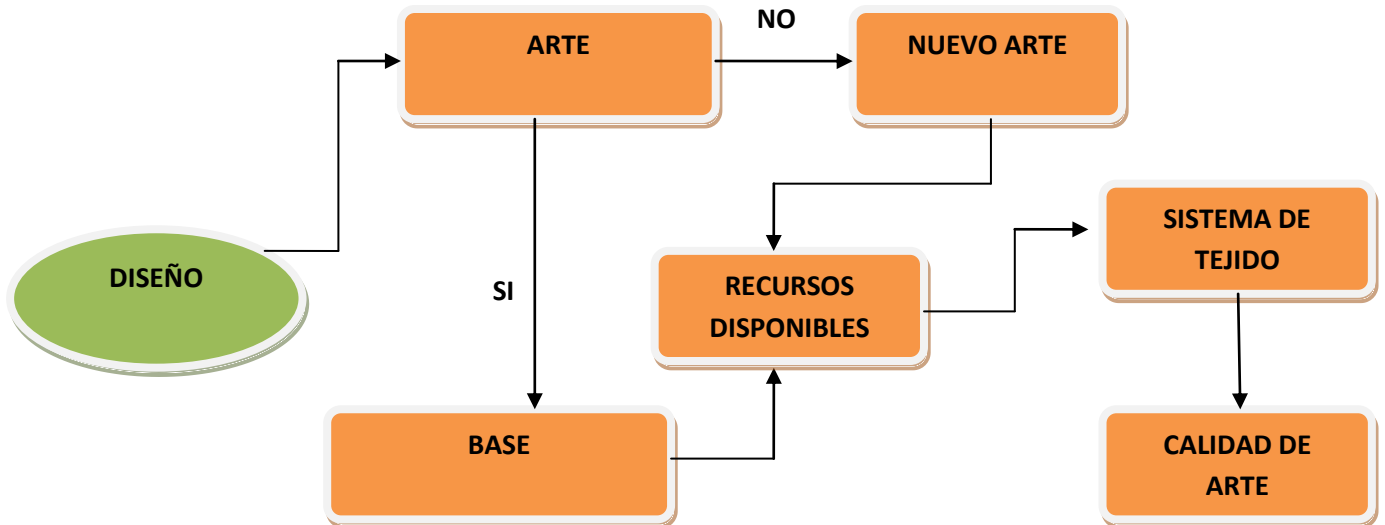 NO
ARTE
NUEVO ARTE
SISTEMA DE
TEJIDO
DISEÑO
SI
RECURSOS
DISPONIBLES
BASE
CALIDAD DE
ARTE